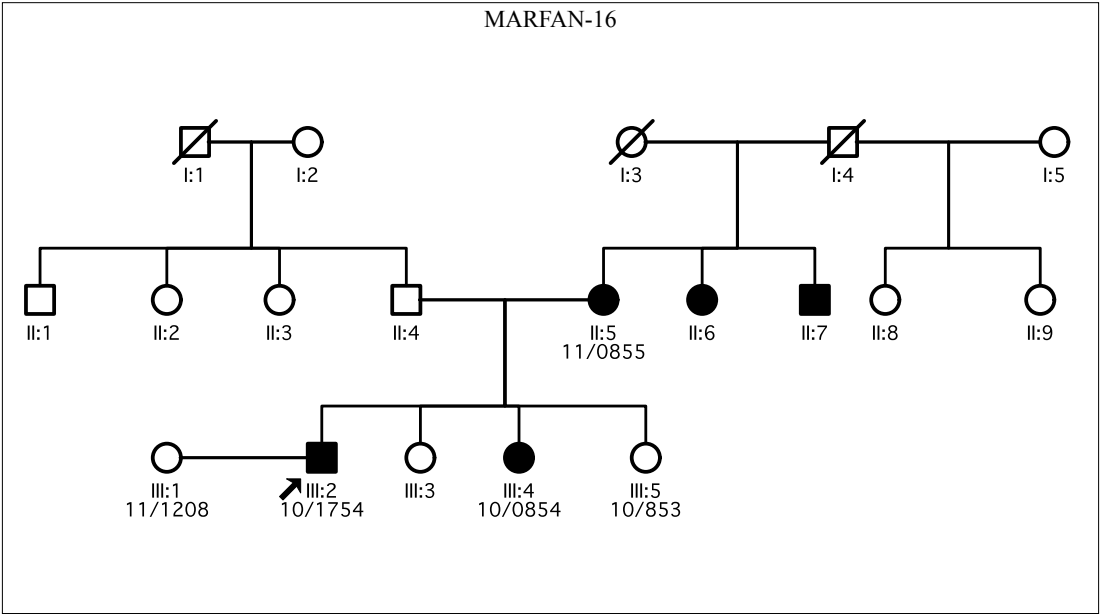 MARFAN-16
I:1 I:2 I:3 I:4 I:5
II:1 II:2 II:3 II:4 II:5 II:6 II:7 II:8 II:9
11/0855
III:1 III:2 III:3 III:4 III:5
11/1208 10/1754 10/0854 10/853